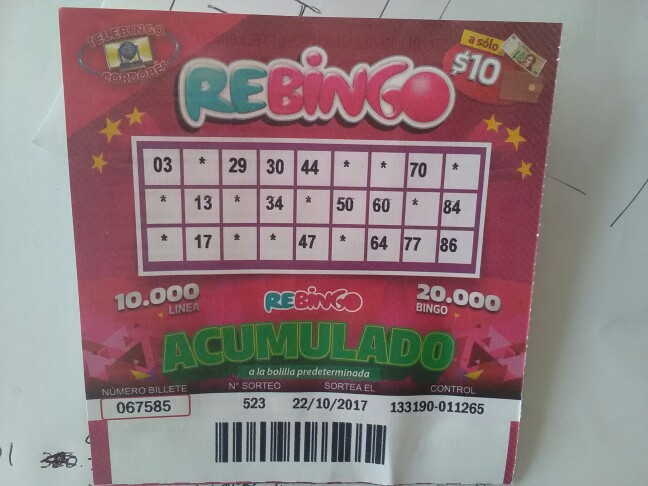 TELEBINGO
CORDOBÉS
REBINGO
a sólo
$10
03 * 29 30 44 * * 70 *
* 13 * 34 * 50 60 * 84
* 17 * * 47 * 64 77 86
10.000
LINEA
REBINGO
20.000
BINGO
ACUMULADO
a la bolilla predeterminada
NÚMERO BILLETE N° SORTEO SORTEA EL CONTROL
067585 523 22/10/2017 133190-011265